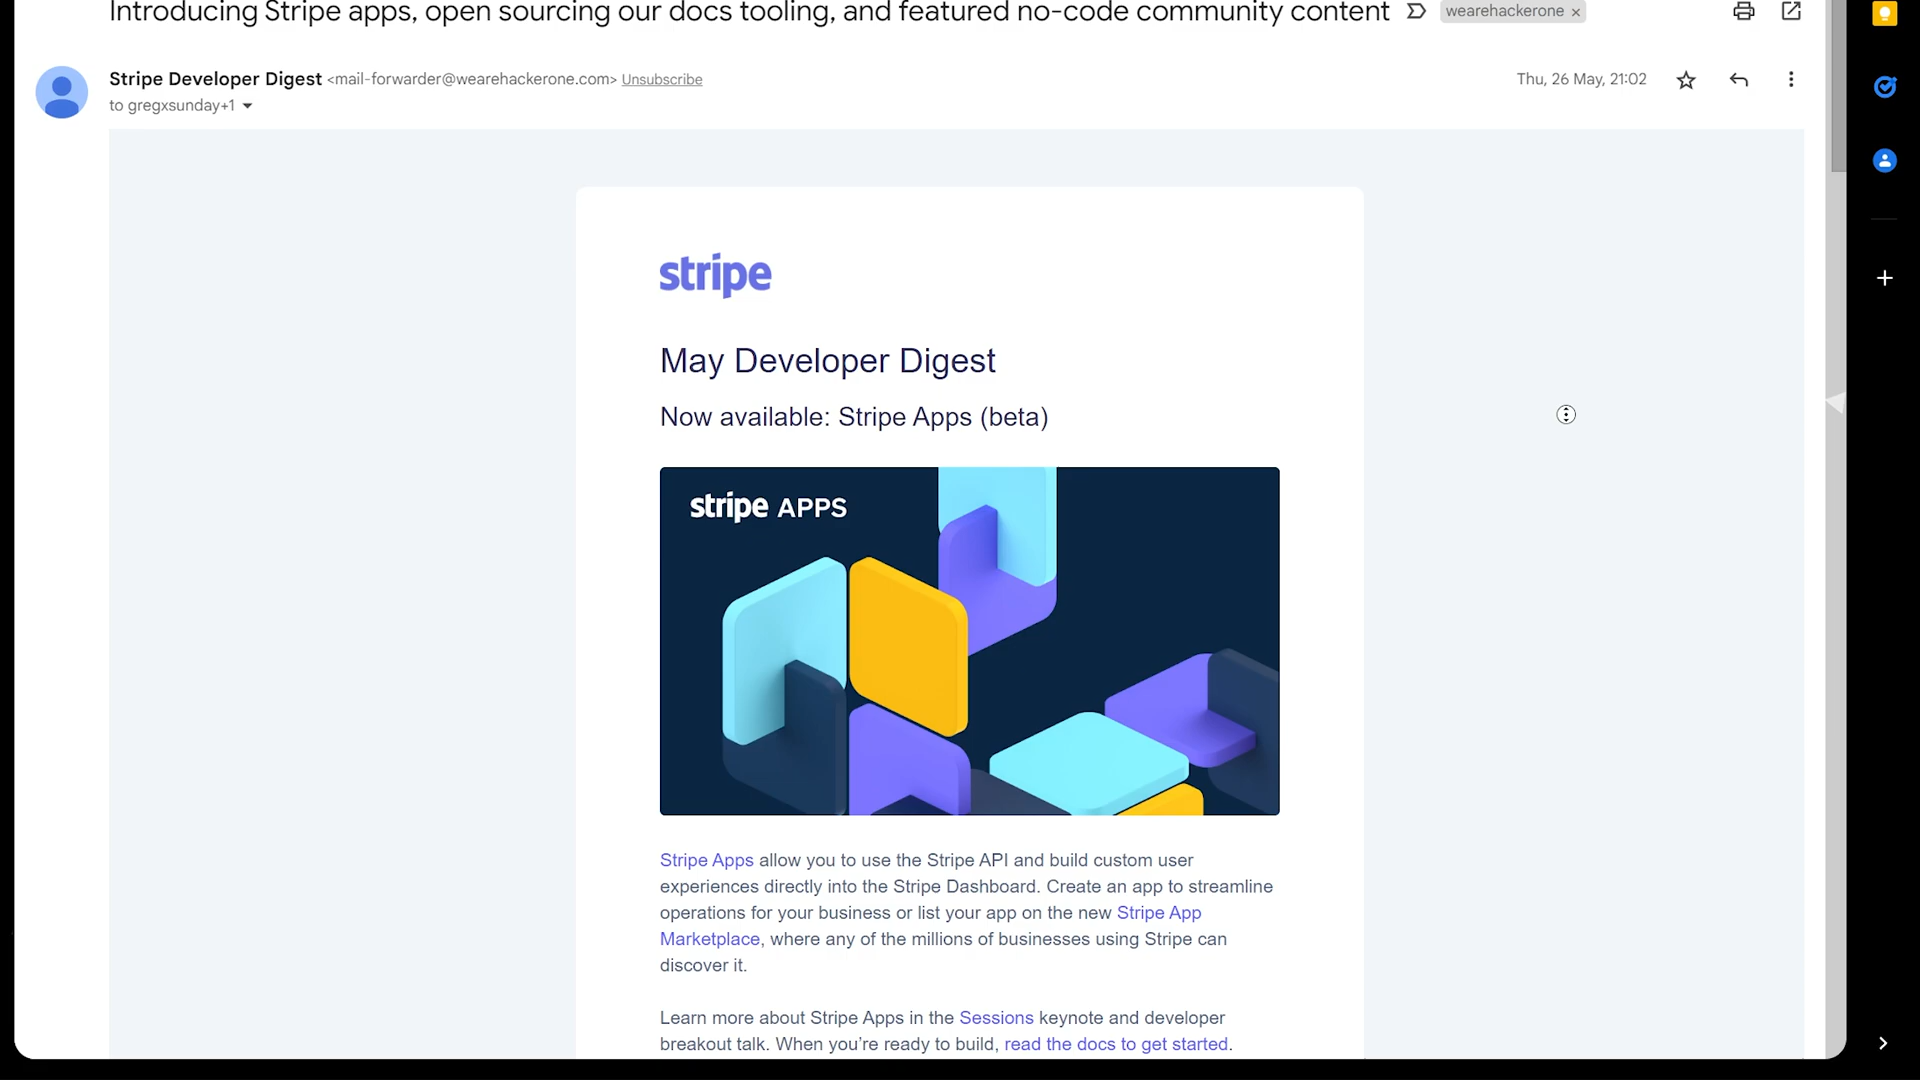 Introducing Stripe apps, open sourcing our docs tooling, and featured no-code community content wearehackerone ×
Stripe Developer Digest <mail-forwarder@wearehackerone.com> Unsubscribe
Thu, 26 May, 21:02
to gregxsunday+1
stripe
May Developer Digest
Now available: Stripe Apps (beta)
stripe APPS
Stripe Apps allow you to use the Stripe API and build custom user
experiences directly into the Stripe Dashboard. Create an app to streamline
operations for your business or list your app on the new Stripe App
Marketplace, where any of the millions of businesses using Stripe can
discover it.
Learn more about Stripe Apps in the Sessions keynote and developer
breakout talk. When you’re ready to build, read the docs to get started.